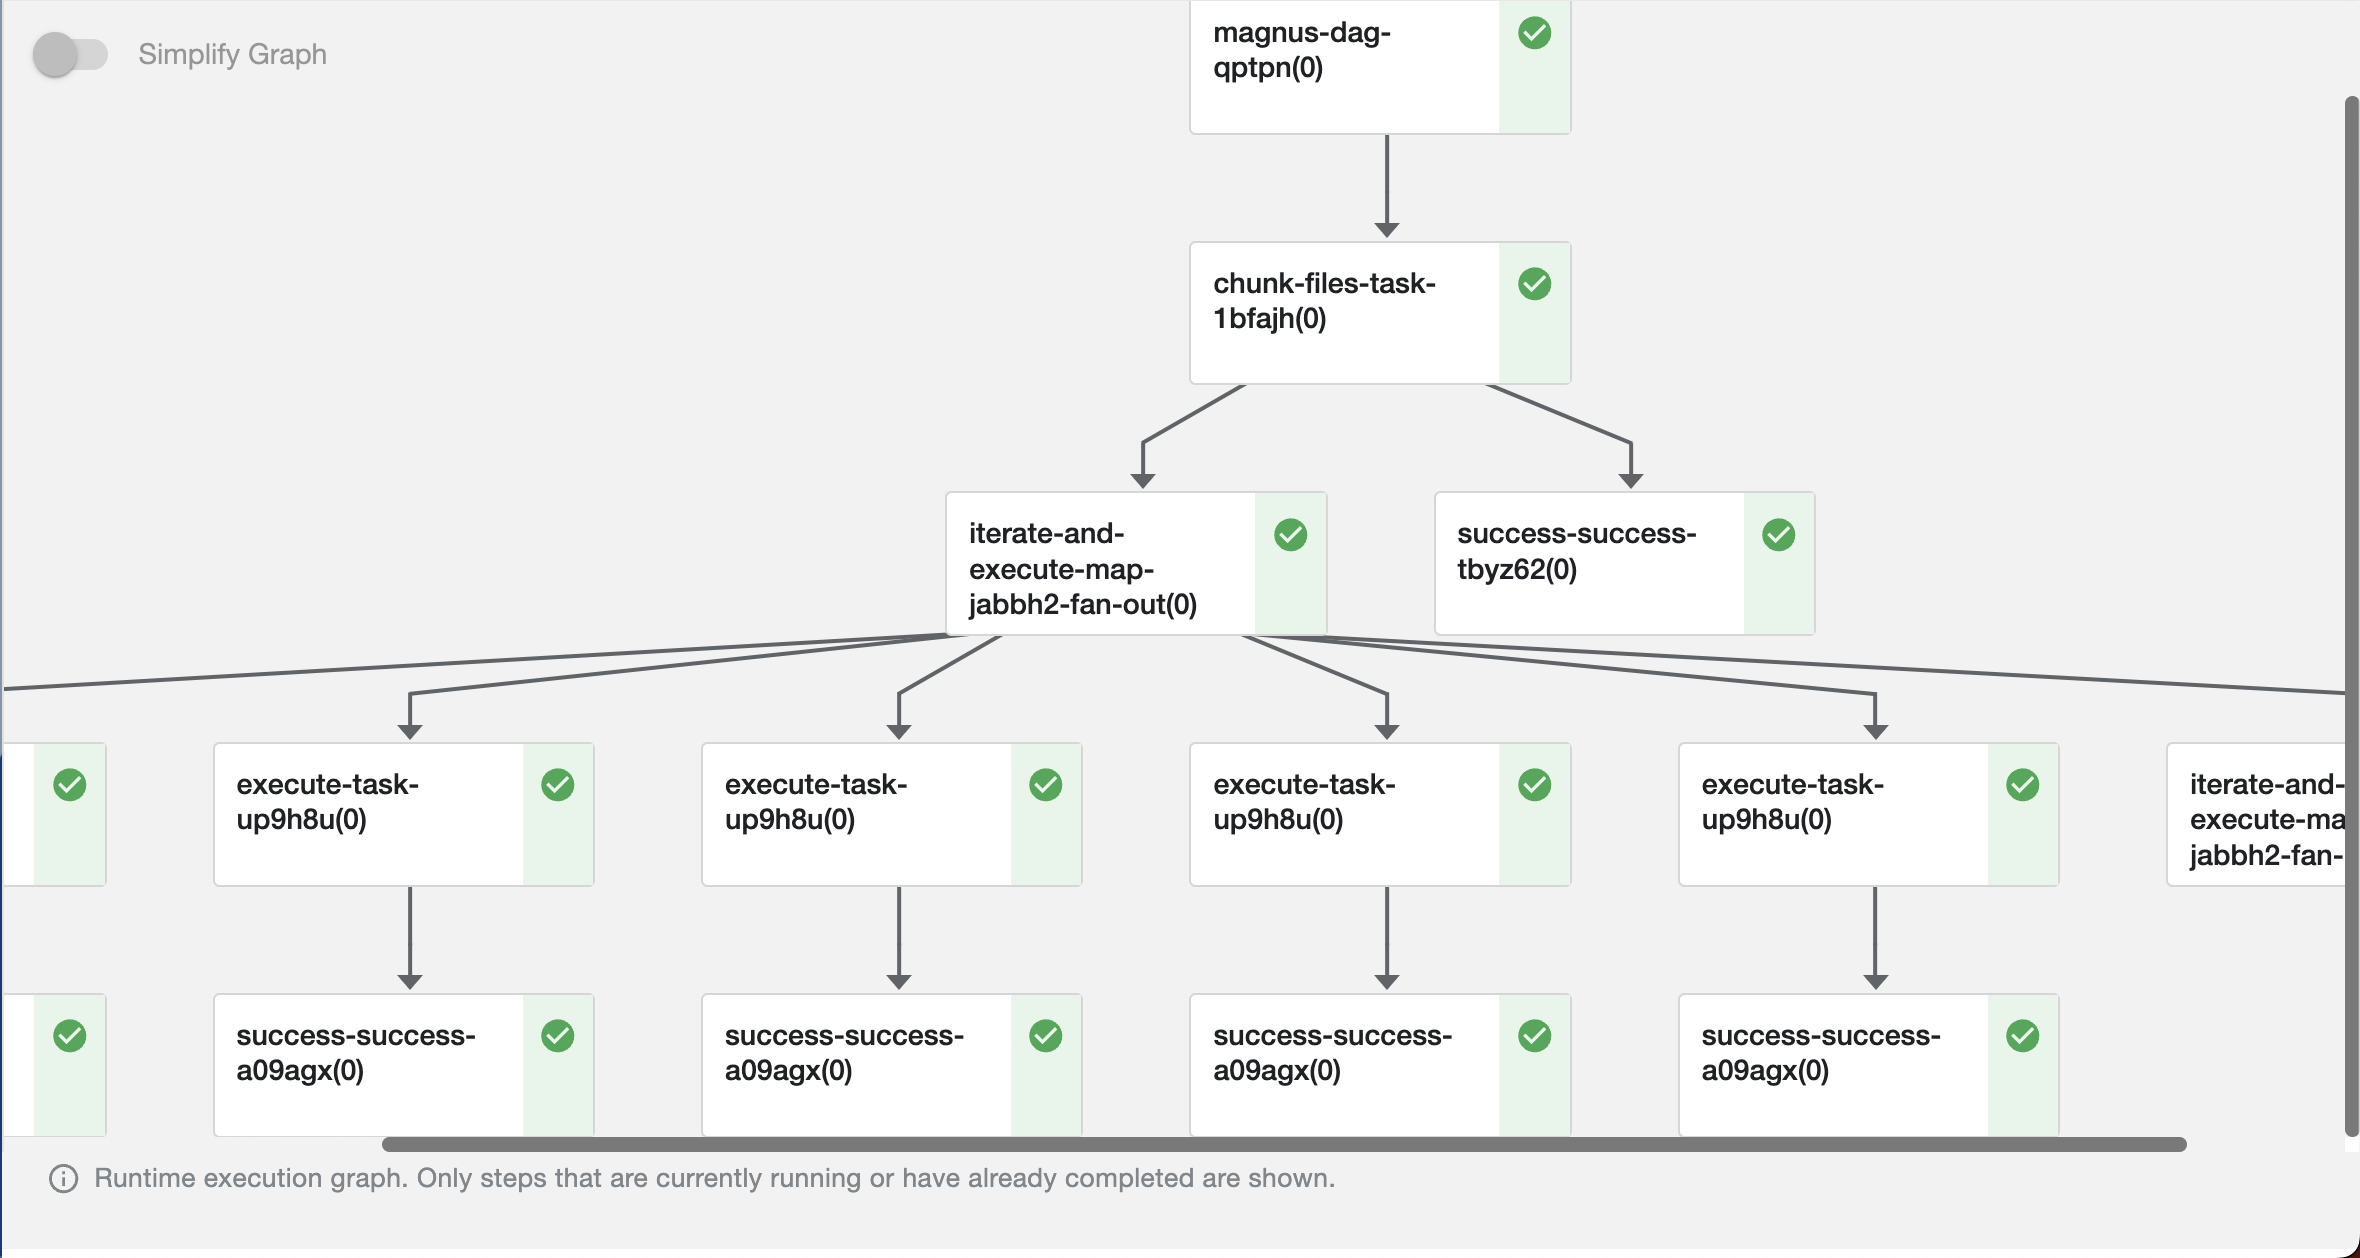 Simplify Graph
magnus-dag-
qptpn(0)
chunk-files-task-
1bfajh(0)
iterate-and-
execute-map-
jabbh2-fan-out(0)
success-success-
tbyz62(0)
execute-task-
up9h8u(0)
execute-task-
up9h8u(0)
execute-task-
up9h8u(0)
execute-task-
up9h8u(0)
iterate-and-
execute-ma
jabbh2-fan-
success-success-
a09agx(0)
success-success-
a09agx(0)
success-success-
a09agx(0)
success-success-
a09agx(0)
Runtime execution graph. Only steps that are currently running or have already completed are shown.